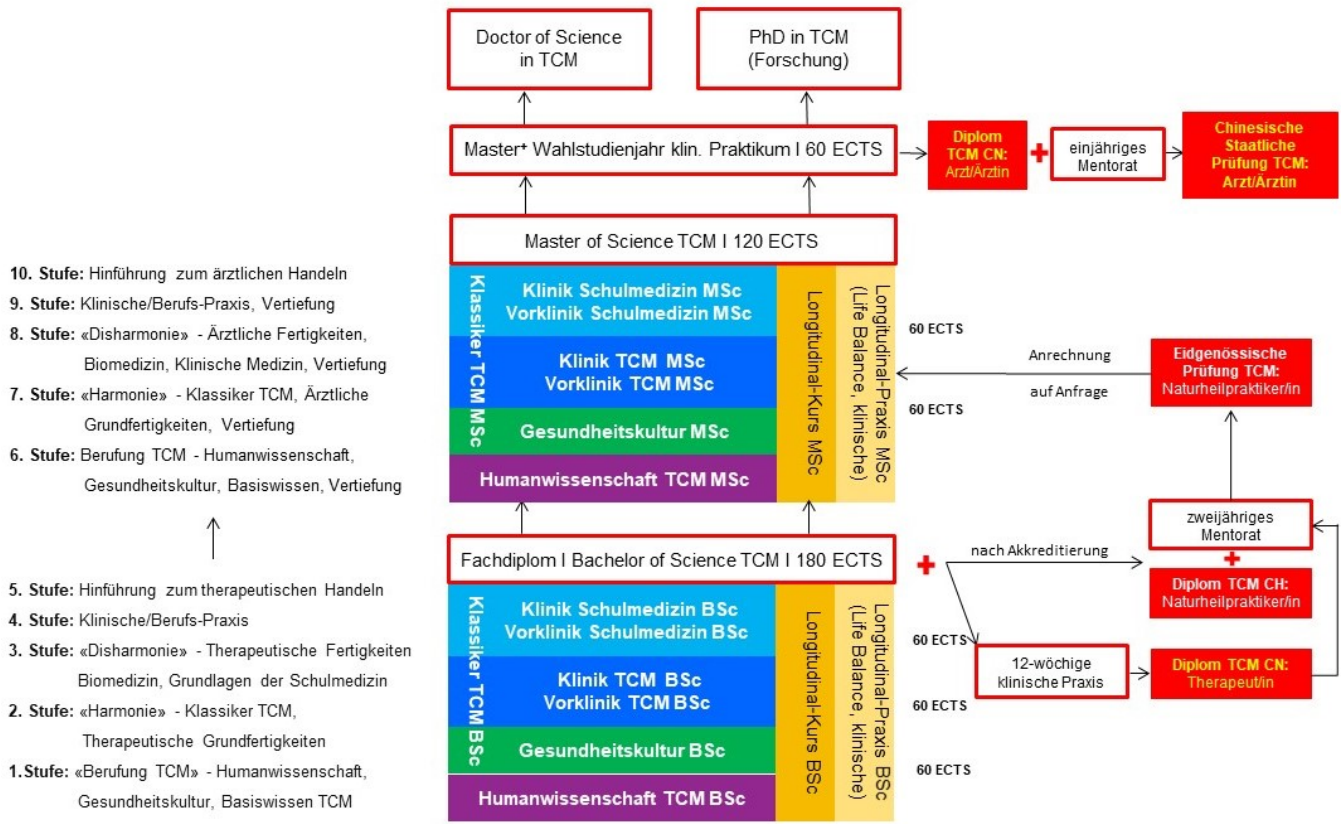 Doctor of Science
in TCM
PhD in TCM
(Forschung)
Master⁺ Wahlstudienjahr klin. Praktikum I 60 ECTS
Diplom
TCM CN:
Arzt/Ärztin
+
einjähriges
Mentorat
Chinesische
Staatliche
Prüfung TCM:
Arzt/Ärztin
Master of Science TCM I 120 ECTS
10. Stufe: Hinführung zum ärztlichen Handeln
9. Stufe: Klinische/Berufs-Praxis, Vertiefung
8. Stufe: «Disharmonie» - Ärztliche Fertigkeiten,
Biomedizin, Klinische Medizin, Vertiefung
7. Stufe: «Harmonie» - Klassiker TCM, Ärztliche
Grundfertigkeiten, Vertiefung
6. Stufe: Berufung TCM - Humanwissenschaft,
Gesundheitskultur, Basiswissen, Vertiefung
Klassiker TCM MSc
Klinik Schulmedizin MSc
Vorklinik Schulmedizin MSc
Klinik TCM MSc
Vorklinik TCM MSc
Gesundheitskultur MSc
Humanwissenschaft TCM MSc
Longitudinal-Kurs MSc
Longitudinal-Praxis MSc
(Life Balance, klinische)
60 ECTS
60 ECTS
Anrechnung
auf Anfrage
Eidgenössische
Prüfung TCM:
Naturheilpraktiker/in
Fachdiplom I Bachelor of Science TCM I 180 ECTS
+
nach Akkreditierung
zweijähriges
Mentorat
+
Diplom TCM CH:
Naturheilpraktiker/in
5. Stufe: Hinführung zum therapeutischen Handeln
4. Stufe: Klinische/Berufs-Praxis
3. Stufe: «Disharmonie» - Therapeutische Fertigkeiten
Biomedizin, Grundlagen der Schulmedizin
2. Stufe: «Harmonie» - Klassiker TCM,
Therapeutische Grundfertigkeiten
1.Stufe: «Berufung TCM» - Humanwissenschaft,
Gesundheitskultur, Basiswissen TCM
Klassiker TCM BSc
Klinik Schulmedizin BSc
Vorklinik Schulmedizin BSc
Klinik TCM BSc
Vorklinik TCM BSc
Gesundheitskultur BSc
Humanwissenschaft TCM BSc
Longitudinal-Kurs BSc
Longitudinal-Praxis BSc
(Life Balance, klinische)
60 ECTS
60 ECTS
60 ECTS
12-wöchige
klinische Praxis
Diplom TCM CN:
Therapeut/in